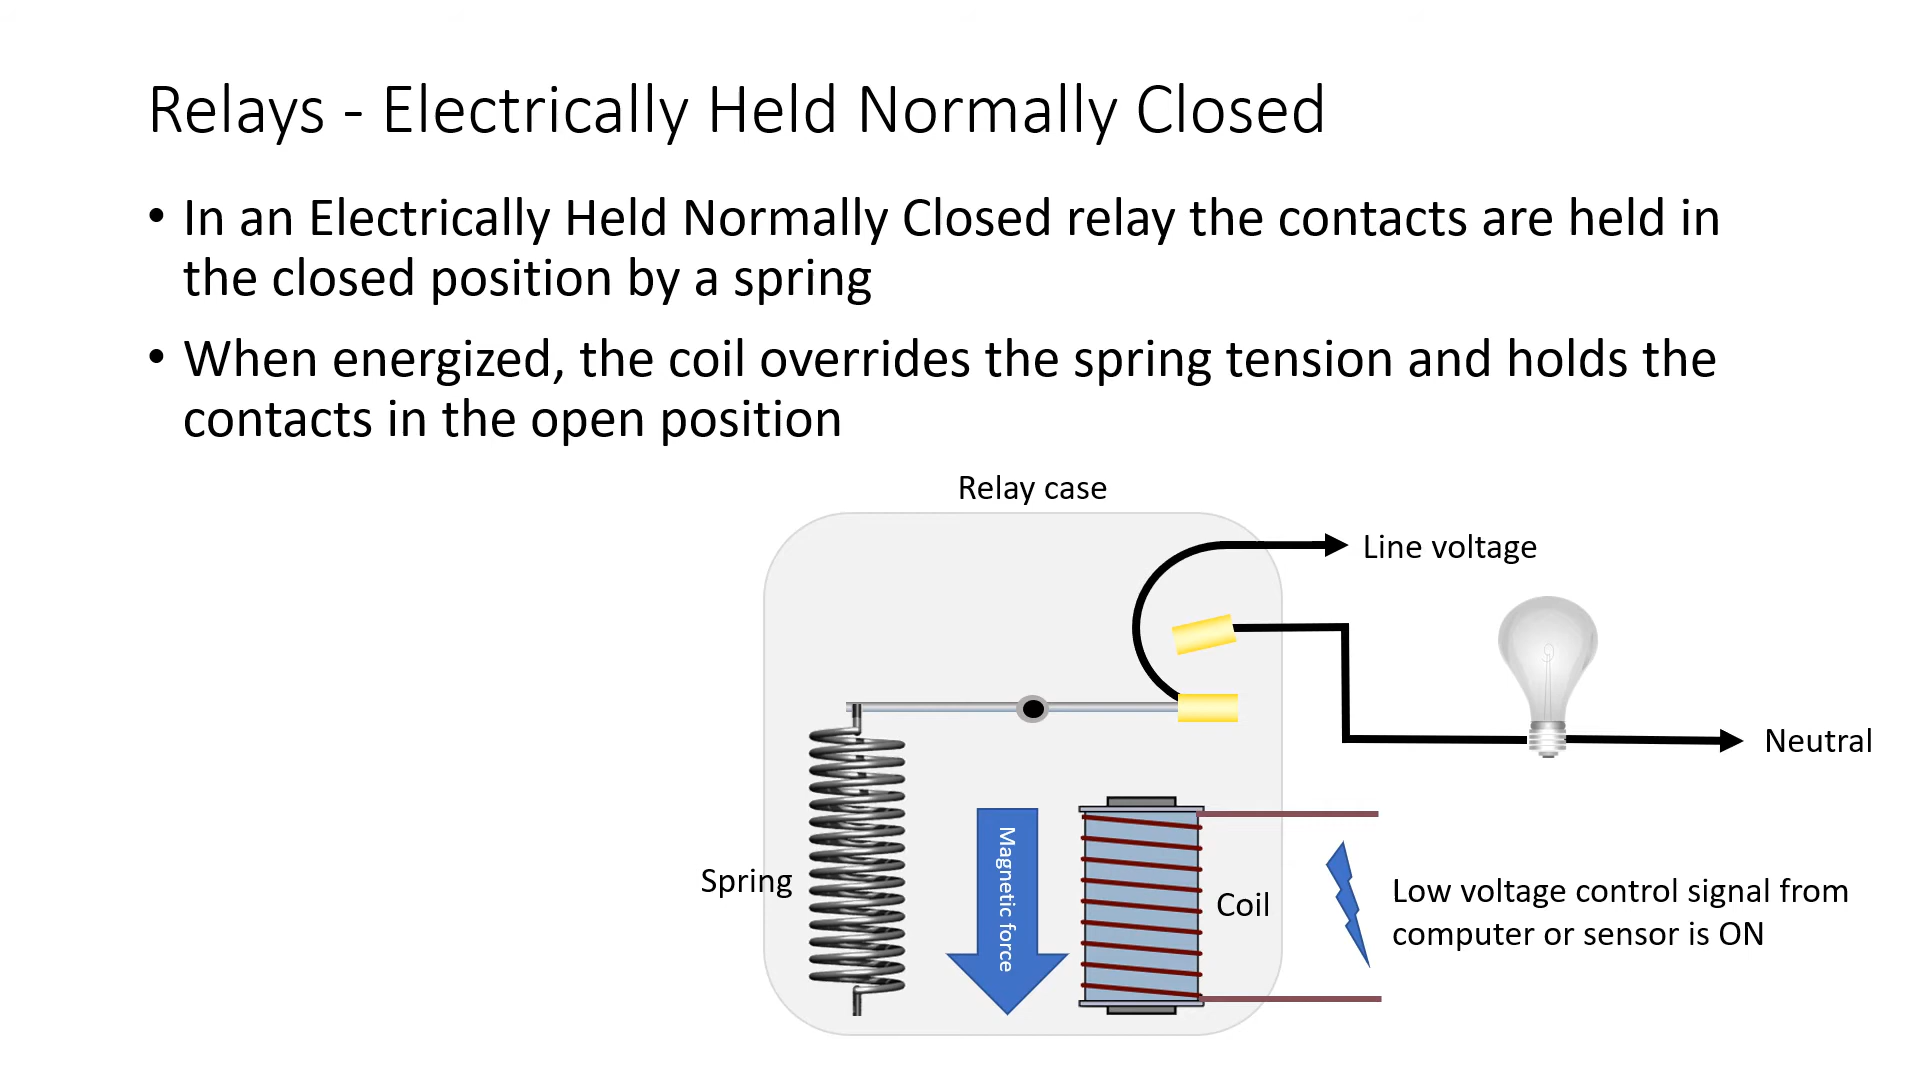 Relays - Electrically Held Normally Closed
• In an Electrically Held Normally Closed relay the contacts are held in
the closed position by a spring
• When energized, the coil overrides the spring tension and holds the
contacts in the open position
Relay case
Line voltage
Neutral
Spring
Magnetic force
Coil
Low voltage control signal from
computer or sensor is ON